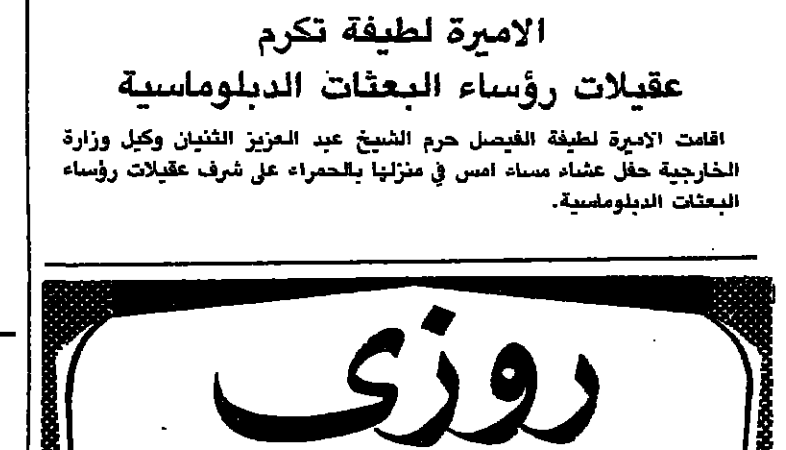 الاميرة لطيفة تكرم
عقيلات رؤساء البعثات الدبلوماسية
اقامت الاميرة لطيفة الفيصل حرم الشيخ عبد العزيز الثنيان وكيل وزارة
الخارجية حفل عشاء مساء امس في منزلها بالحمراء على شرف عقيلات رؤساء
البعثات الدبلوماسية.
روزى